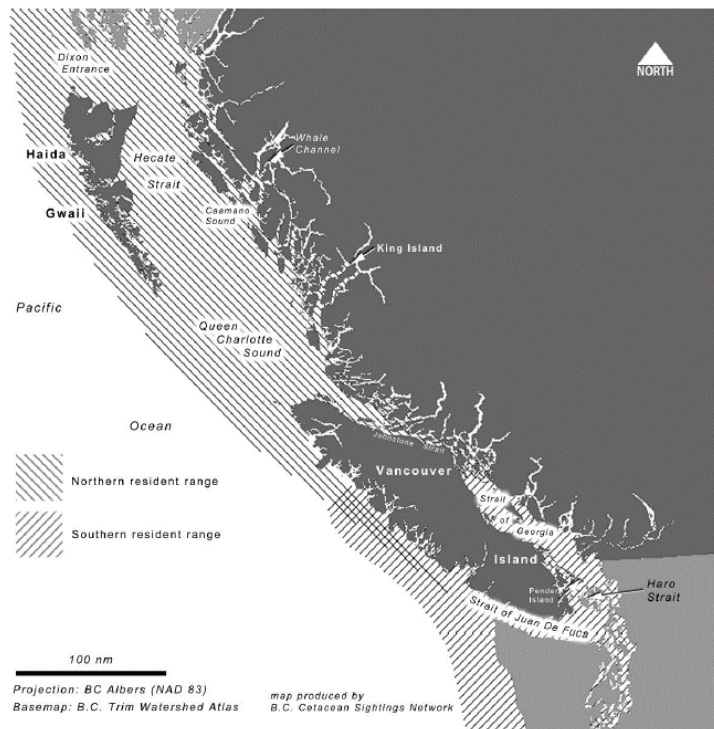 Dixon
Entrance
NORTH
Whale
Channel
Haida
Hecate
Strait
Gwaii
Caamano
Sound
King Island
Pacific
Queen
Charlotte
Sound
Ocean
Johnstone Strait
Vancouver
Northern resident range
Strait
of
Georgia
Southern resident range
Island
Pender
Island
Haro
Strait
Strait of Juan De Fuca
100 nm
Projection: BC Albers (NAD 83)
Basemap: B.C. Trim Watershed Atlas
map produced by
B.C. Cetacean Sightings Network